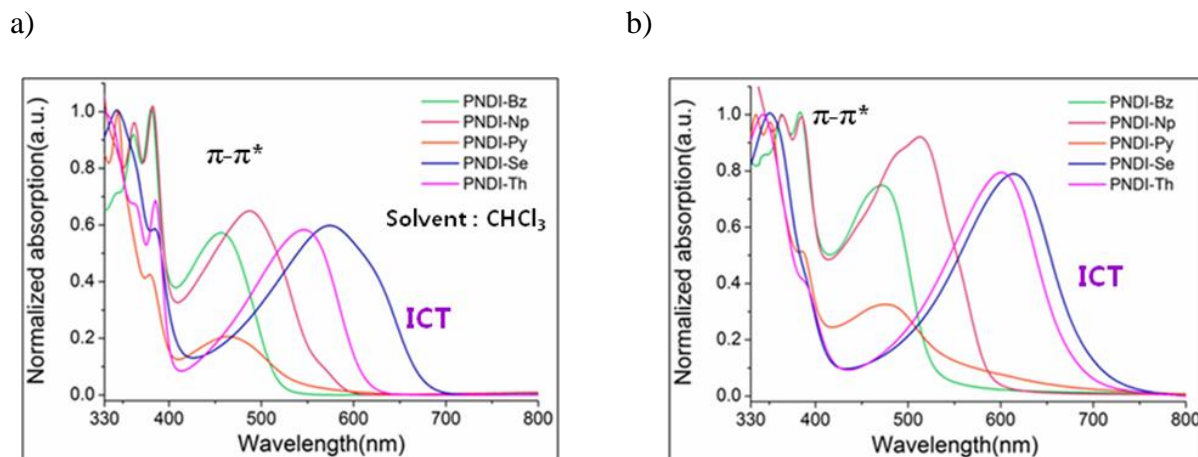 a)
b)
Normalized absorption(a.u.)
1.0
0.8
0.6
0.4
0.2
0.0
330
400
500
600
700
800
Wavelength(nm)
π-π*
PNDI-Bz
PNDI-Np
PNDI-Py
PNDI-Se
PNDI-Th
Solvent : CHCl₃
ICT
Normalized absorption(a.u.)
1.0
0.8
0.6
0.4
0.2
0.0
330
400
500
600
700
800
Wavelength(nm)
π-π*
PNDI-Bz
PNDI-Np
PNDI-Py
PNDI-Se
PNDI-Th
ICT